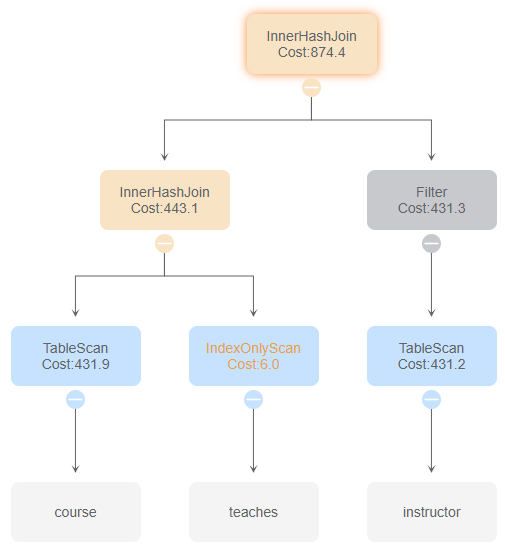 InnerHashJoin
Cost:874.4
InnerHashJoin
Cost:443.1
Filter
Cost:431.3
TableScan
Cost:431.9
IndexOnlyScan
Cost:6.0
TableScan
Cost:431.2
course
teaches
instructor